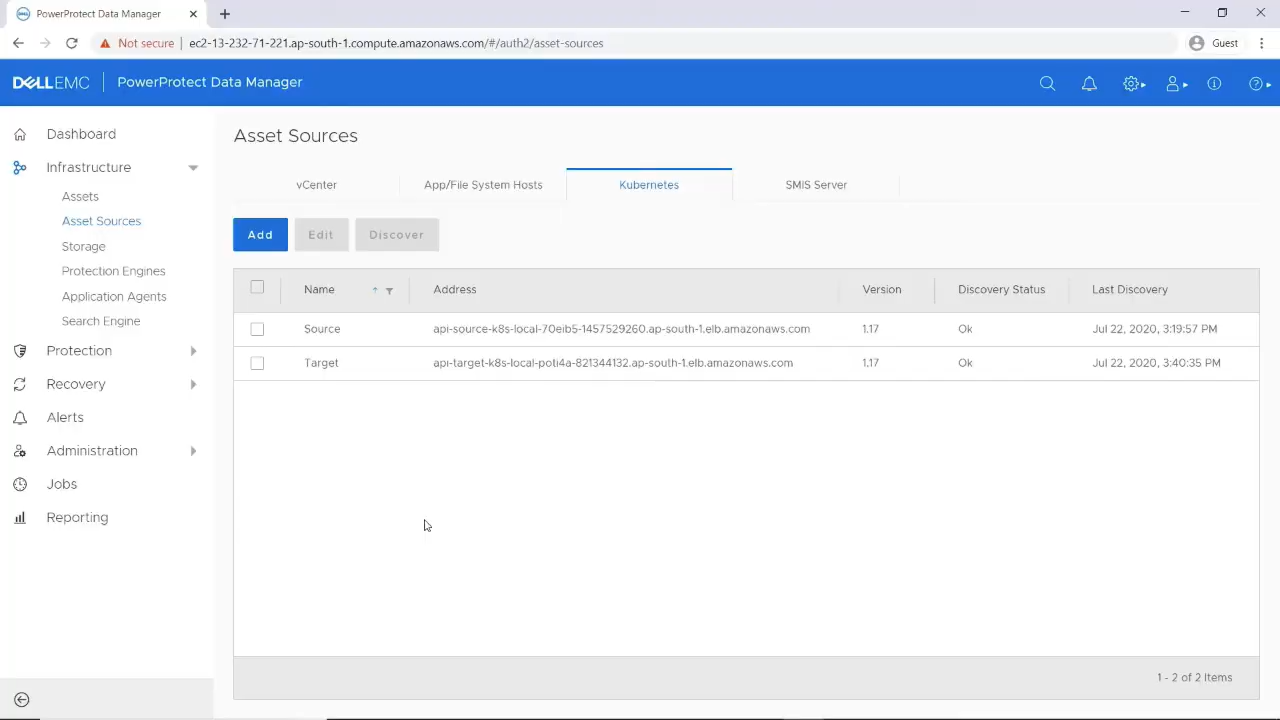 PowerProtect Data Manager
Not secure ec2-13-232-71-221.ap-south-1.compute.amazonaws.com/#/auth2/asset-sources Guest
DELLEMC PowerProtect Data Manager
Dashboard
Infrastructure
Assets
Asset Sources
Storage
Protection Engines
Application Agents
Search Engine
Protection
Recovery
Alerts
Administration
Jobs
Reporting
Asset Sources
vCenter App/File System Hosts Kubernetes SMIS Server
Add Edit Discover
Name Address Version Discovery Status Last Discovery
Source api-source-k8s-local-70eib5-1457529260.ap-south-1.elb.amazonaws.com 1.17 Ok Jul 22, 2020, 3:19:57 PM
Target api-target-k8s-local-poti4a-821344132.ap-south-1.elb.amazonaws.com 1.17 Ok Jul 22, 2020, 3:40:35 PM
1 - 2 of 2 Items